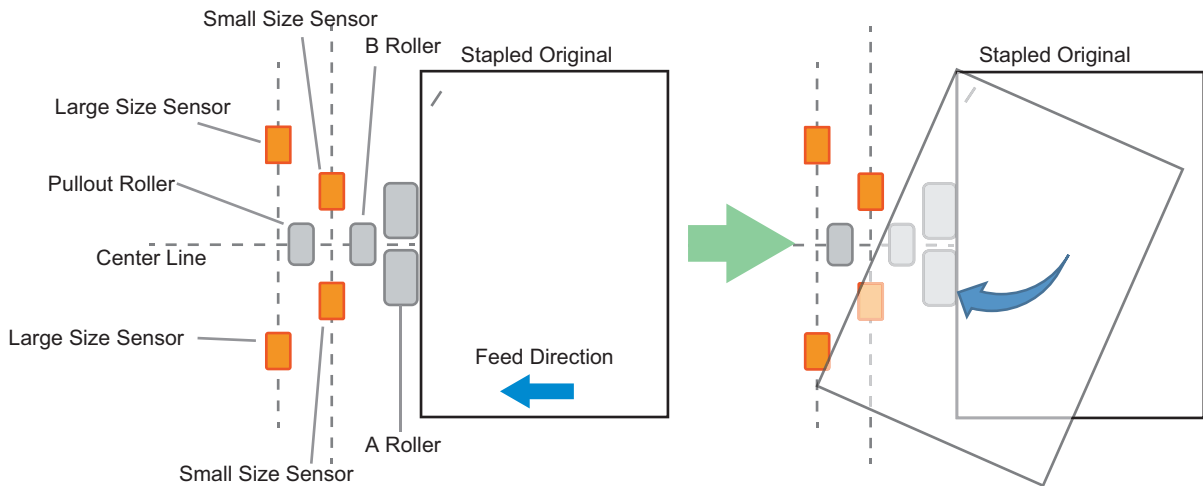 Small Size Sensor
B Roller
Stapled Original
Large Size Sensor
Pullout Roller
Center Line
Large Size Sensor
Feed Direction
A Roller
Small Size Sensor
Stapled Original